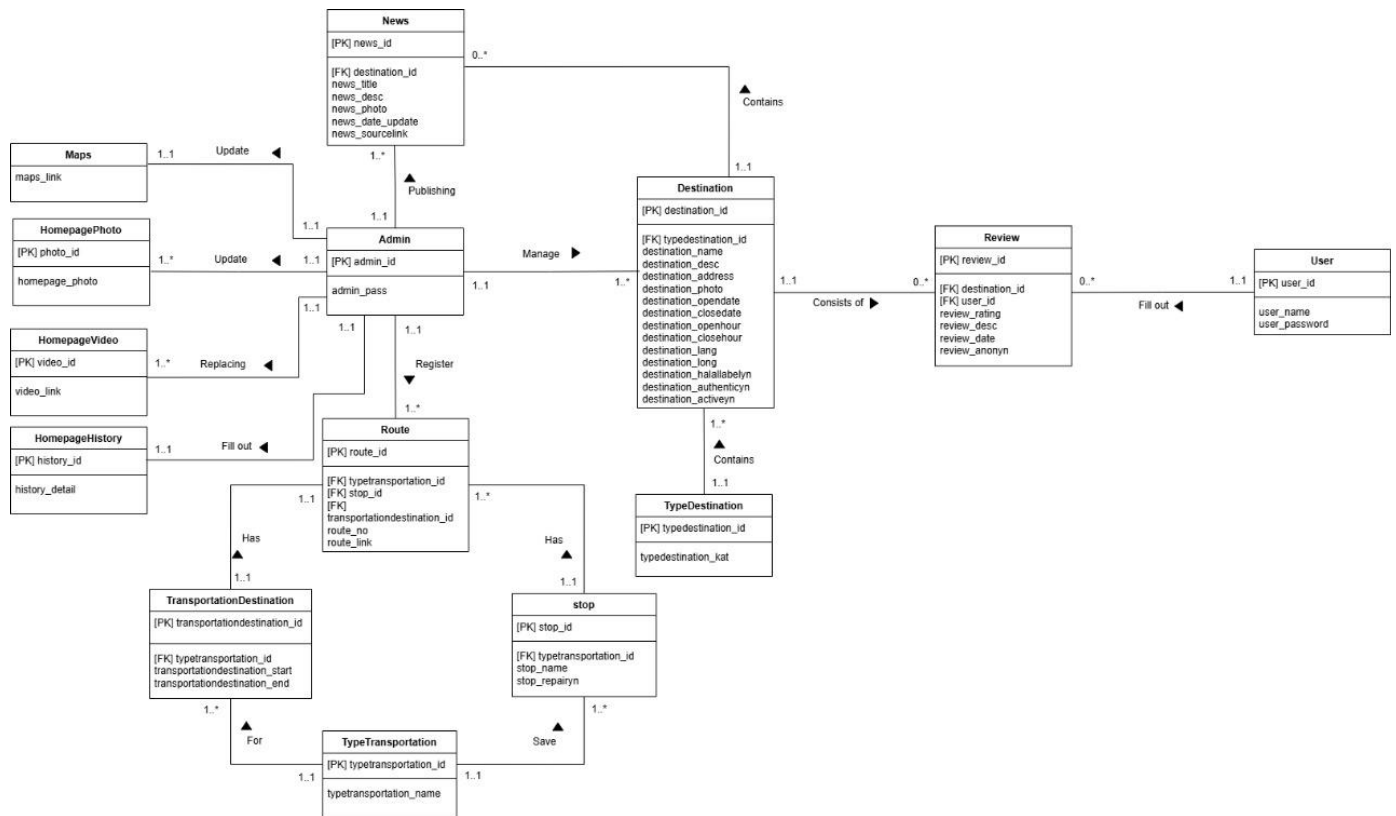 News
[PK] news_id
[FK] destination_id
news_title
news_desc
news_photo
news_date_update
news_sourcelink
0..*
▲
Contains
1..1
1..*
▲
Publishing
1..1
Maps
maps_link
1..1
Update ◄
1..1
HomepagePhoto
[PK] photo_id
homepage_photo
1..*
Update ◄
1..1
Admin
[PK] admin_id
admin_pass
Manage ►
1..1
1..*
1..1
1..1
1..1
HomepageVideo
[PK] video_id
video_link
1..*
Replacing ◄
Register
▼
1..*
HomepageHistory
[PK] history_id
history_detail
1..1
Fill out ◄
Destination
[PK] destination_id
[FK] typedestination_id
destination_name
destination_desc
destination_address
destination_photo
destination_opendate
destination_closedate
destination_openhour
destination_closehour
destination_lang
destination_long
destination_halallabelyn
destination_authenticyn
destination_activeyn
1..1
Consists of ►
0..*
Review
[PK] review_id
[FK] destination_id
[FK] user_id
review_rating
review_desc
review_date
review_anonyn
0..*
Fill out ◄
1..1
User
[PK] user_id
user_name
user_password
1..*
▲
Contains
1..1
TypeDestination
[PK] typedestination_id
typedestination_kat
Route
[PK] route_id
[FK] typetransportation_id
[FK] stop_id
[FK]
transportationdestination_id
route_no
route_link
1..1
Has
▲
1..1
1..*
Has
▲
1..1
TransportationDestination
[PK] transportationdestination_id
[FK] typetransportation_id
transportationdestination_start
transportationdestination_end
stop
[PK] stop_id
[FK] typetransportation_id
stop_name
stop_repairyn
1..*
▲
For
1..1
1..*
▲
Save
1..1
TypeTransportation
[PK] typetransportation_id
typetransportation_name